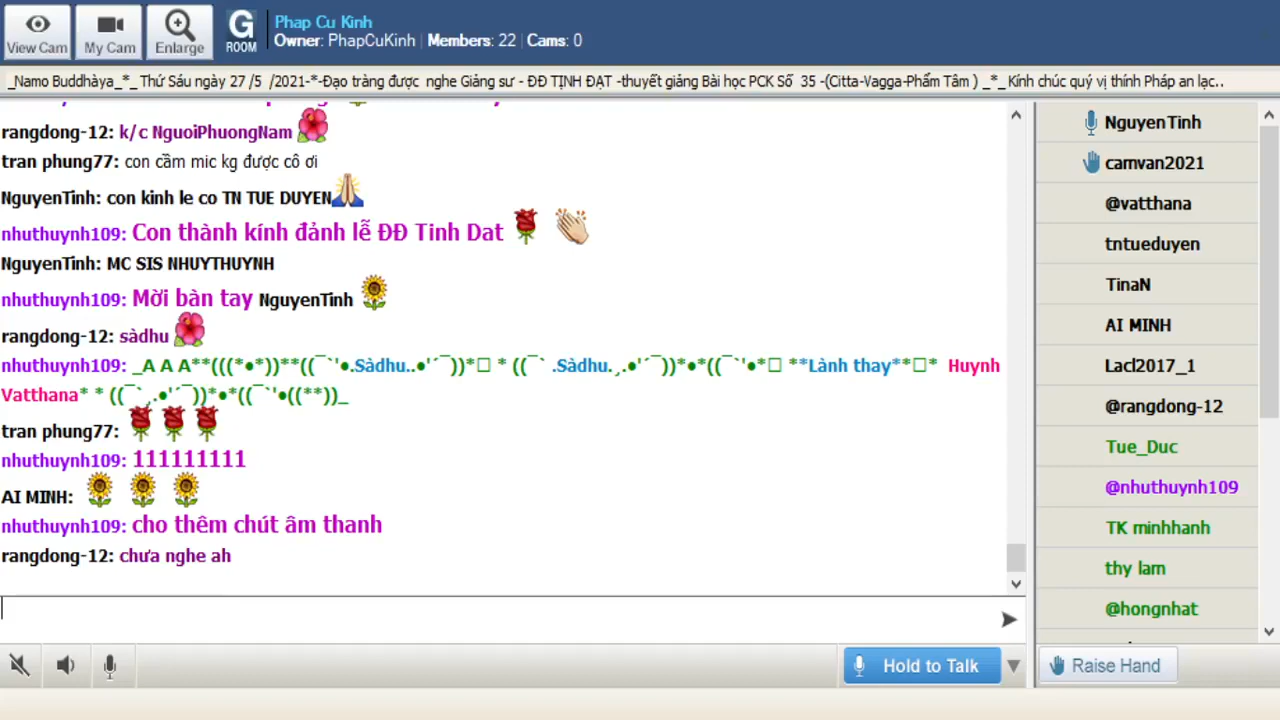 View Cam
My Cam
Enlarge
G
ROOM
Phap Cu Kinh
Owner: PhapCuKinh | Members: 22 | Cams: 0
_Namo Buddhàya_*_ Thứ Sáu ngày 27 /5 /2021-*-Đạo tràng được nghe Giảng sư - ĐĐ TỊNH ĐẠT -thuyết giảng Bài học PCK Số 35 -(Citta-Vagga-Phẩm Tâm ) _*_ Kính chúc quý vị thính Pháp an lạc..
rangdong-12: k/c NguoiPhuongNam
tran phung77: con cầm mic kg được cô ơi
NguyenTinh: con kinh le co TN TUE DUYEN
nhuthuynh109: Con thành kính đảnh lễ ĐĐ Tinh Dat
NguyenTinh: MC SIS NHUYTHUYNH
nhuthuynh109: Mời bàn tay NguyenTinh
rangdong-12: sàdhu
nhuthuynh109: _A A A**(((*•*))**((¯`'•.Sàdhu..•'´¯))*□ * ((¯` .Sàdhu.¸.•'´¯))*•*((¯`'•*□ **Lành thay**□* Huynh
Vatthana* * ((¯`¸.•'´¯))*•*((¯`'•((**))_
tran phung77:
nhuthuynh109: 111111111
AI MINH:
nhuthuynh109: cho thêm chút âm thanh
rangdong-12: chưa nghe ah
Hold to Talk
NguyenTinh
camvan2021
@vatthana
tntueduyen
TinaN
AI MINH
Lacl2017_1
@rangdong-12
Tue_Duc
@nhuthuynh109
TK minhhanh
thy lam
@hongnhat
Raise Hand